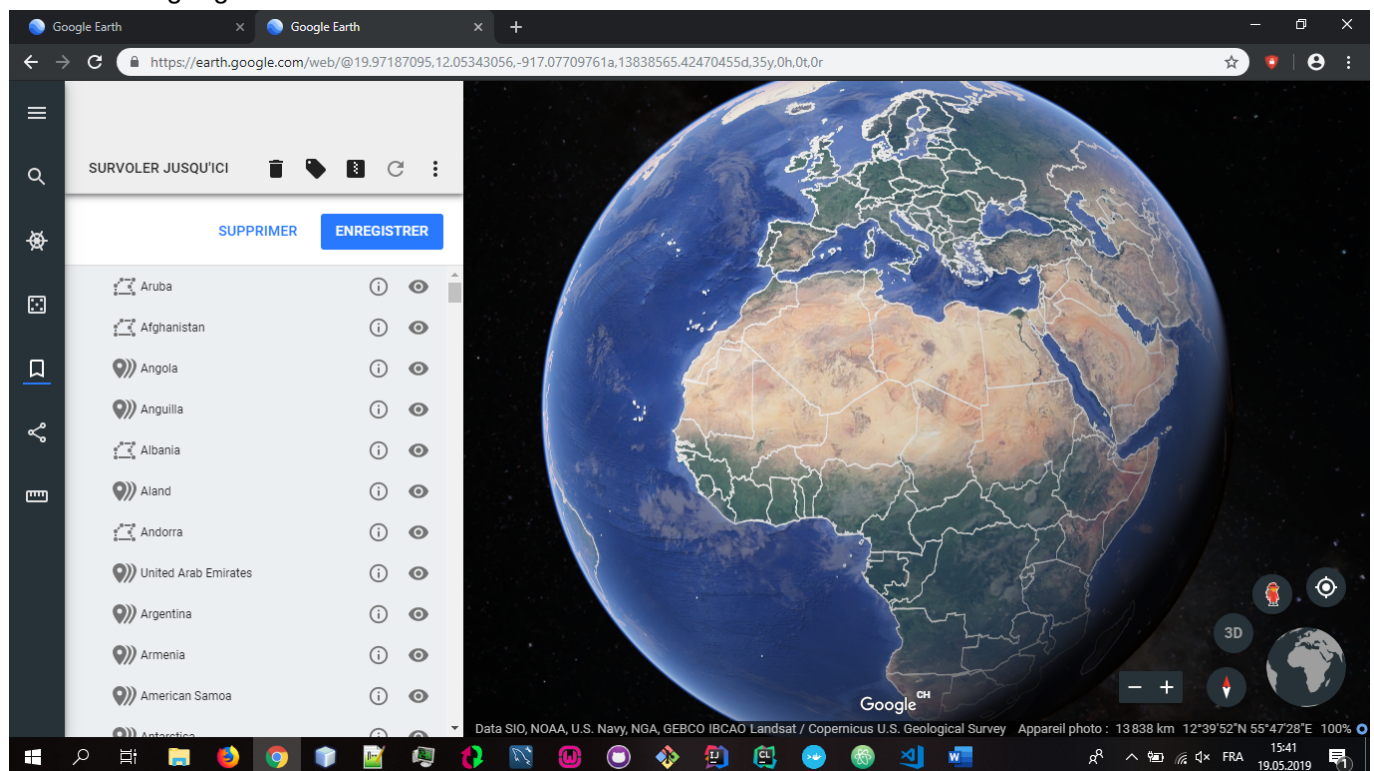 Google Earth
Google Earth
https://earth.google.com/web/@19.97187095,12.05343056,-917.07709761a,13838565.42470455d,35y,0h,0t,0r
SURVOLER JUSQU'ICI
SUPPRIMER
ENREGISTRER
Aruba
Afghanistan
Angola
Anguilla
Albania
Aland
Andorra
United Arab Emirates
Argentina
Armenia
American Samoa
Antarctica
3D
Google CH
Data SIO, NOAA, U.S. Navy, NGA, GEBCO IBCAO Landsat / Copernicus U.S. Geological Survey Appareil photo : 13 838 km 12°39'52"N 55°47'28"E 100%
FRA
15:41
19.05.2019